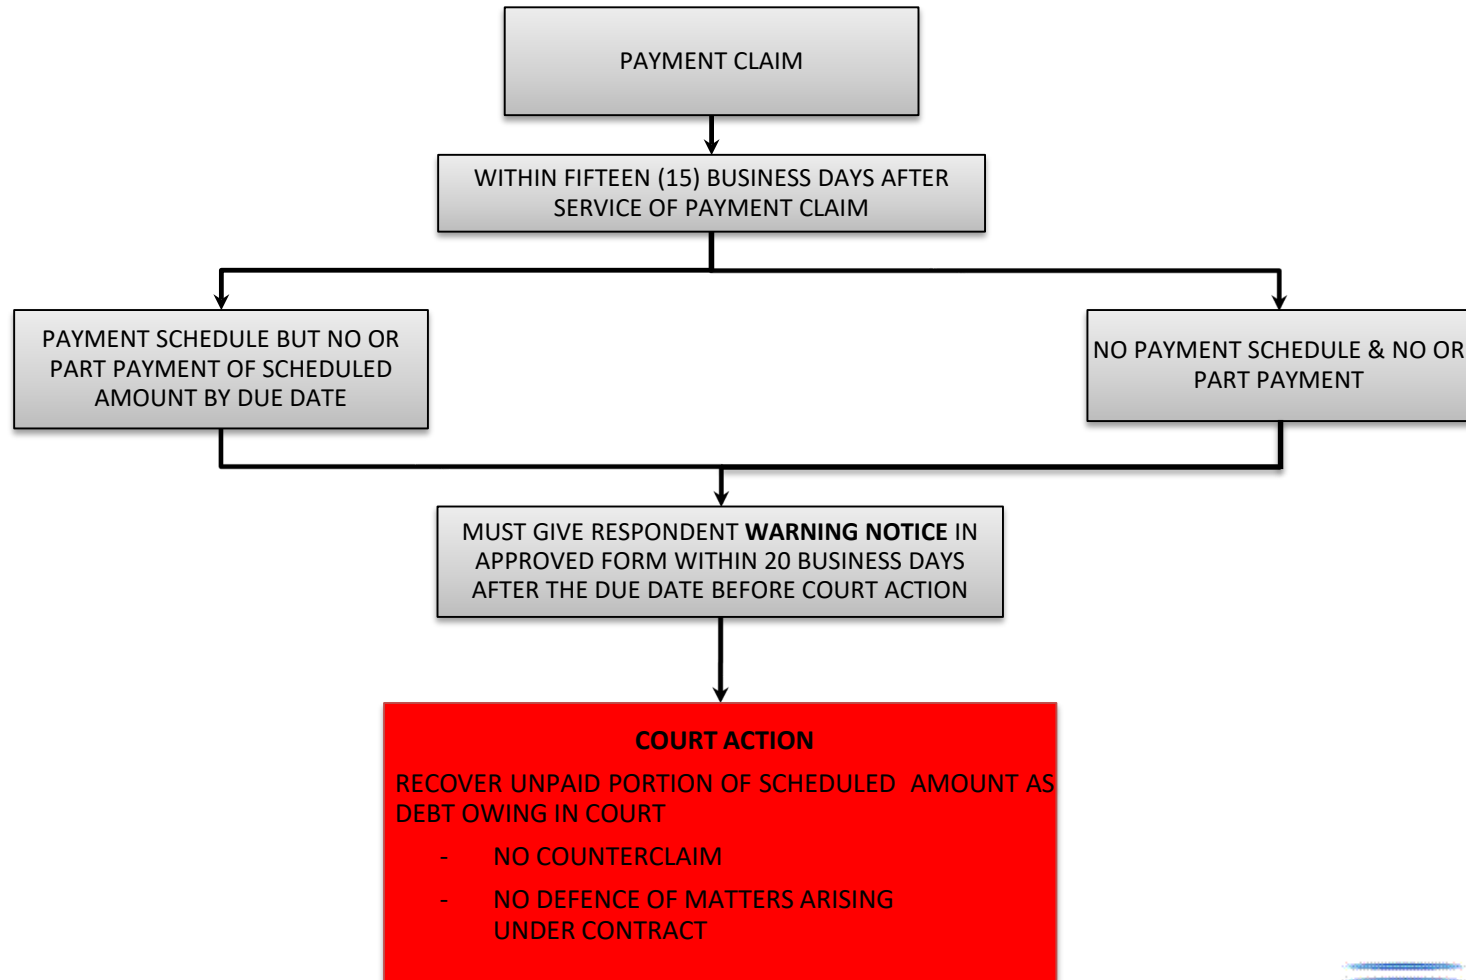 PAYMENT CLAIM
WITHIN FIFTEEN (15) BUSINESS DAYS AFTER
SERVICE OF PAYMENT CLAIM
PAYMENT SCHEDULE BUT NO OR
PART PAYMENT OF SCHEDULED
AMOUNT BY DUE DATE
NO PAYMENT SCHEDULE & NO OR
PART PAYMENT
MUST GIVE RESPONDENT WARNING NOTICE IN
APPROVED FORM WITHIN 20 BUSINESS DAYS
AFTER THE DUE DATE BEFORE COURT ACTION
COURT ACTION
RECOVER UNPAID PORTION OF SCHEDULED AMOUNT AS
DEBT OWING IN COURT
- NO COUNTERCLAIM
- NO DEFENCE OF MATTERS ARISING
UNDER CONTRACT